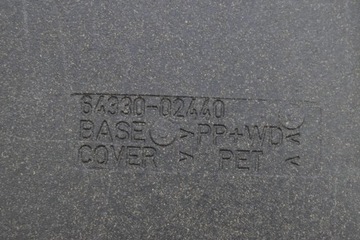 64330-02440
BASE >PP+WD<
COVER > PET <